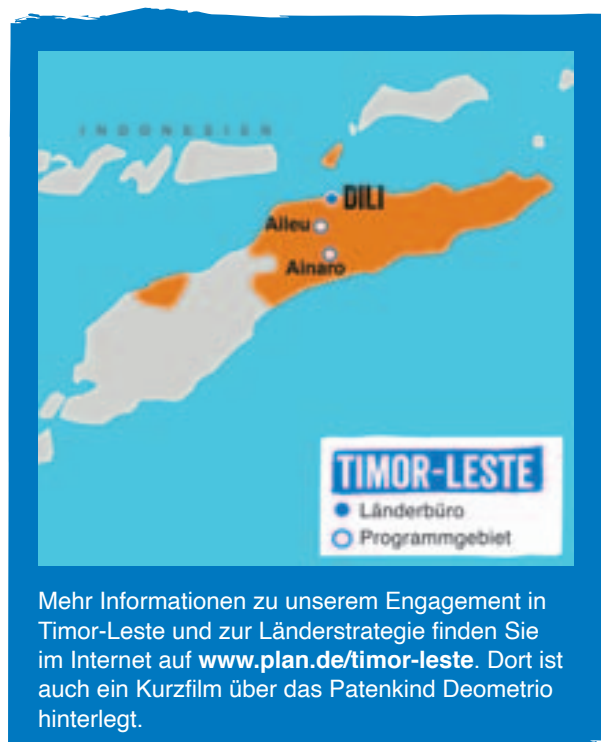 INDONESIEN
DILI
Aileu
Ainaro
TIMOR-LESTE
Länderbüro
Programmgebiet
Mehr Informationen zu unserem Engagement in
Timor-Leste und zur Länderstrategie finden Sie
im Internet auf www.plan.de/timor-leste. Dort ist
auch ein Kurzfilm über das Patenkind Deometrio
hinterlegt.